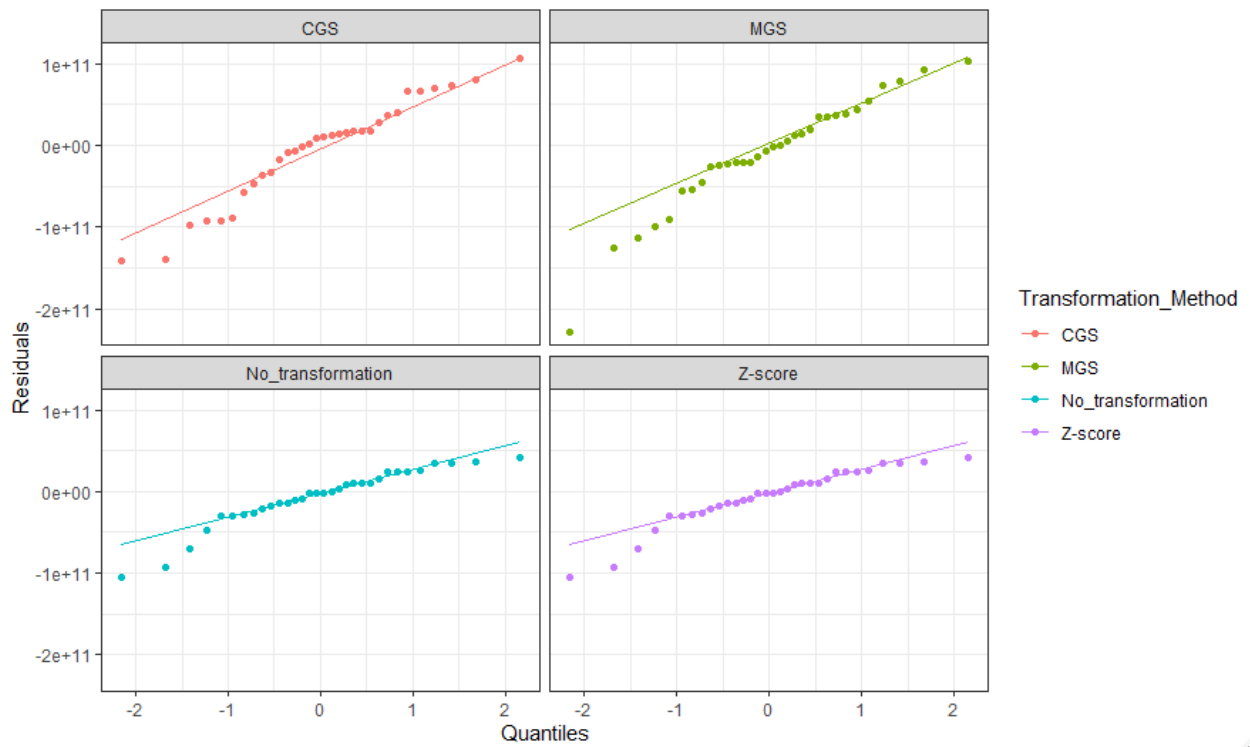 CGS
MGS
1e+11
0e+00
-1e+11
-2e+11
No_transformation
Z-score
1e+11
0e+00
-1e+11
-2e+11
-2 -1 0 1 2
-2 -1 0 1 2
Quantiles
Residuals
Transformation_Method
CGS
MGS
No_transformation
Z-score